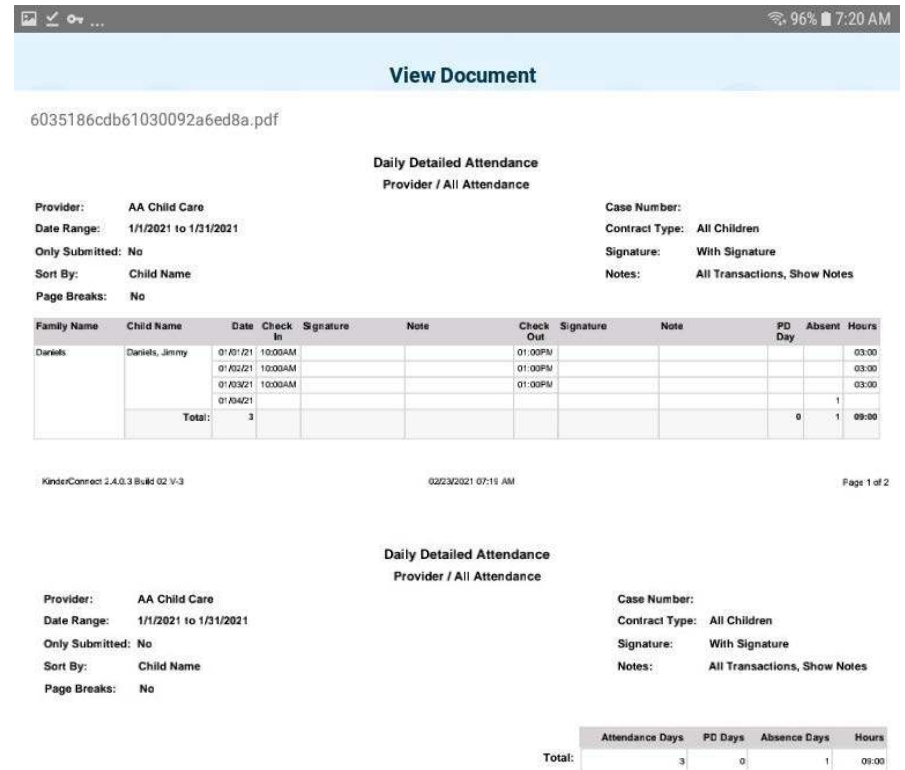 ... 96% 7:20 AM
View Document
6035186cdb61030092a6ed8a.pdf
Daily Detailed Attendance
Provider / All Attendance
Provider: AA Child Care Case Number:
Date Range: 1/1/2021 to 1/31/2021 Contract Type: All Children
Only Submitted: No Signature: With Signature
Sort By: Child Name Notes: All Transactions, Show Notes
Page Breaks: No
Family Name Child Name Date Check In Signature Note Check Out Signature Note PD Day Absent Hours
Daniels Daniels, Jimmy 01/01/21 10:00AM 01:00PM 03:00
01/02/21 10:00AM 01:00PM 03:00
01/03/21 10:00AM 01:00PM 03:00
01/04/21 1
Total: 3 0 1 09:00
KinderConnect 2.4.0.3 Build 02 V-3 02/23/2021 07:19 AM Page 1 of 2
Daily Detailed Attendance
Provider / All Attendance
Provider: AA Child Care Case Number:
Date Range: 1/1/2021 to 1/31/2021 Contract Type: All Children
Only Submitted: No Signature: With Signature
Sort By: Child Name Notes: All Transactions, Show Notes
Page Breaks: No
Attendance Days PD Days Absence Days Hours
Total: 3 0 1 09:00